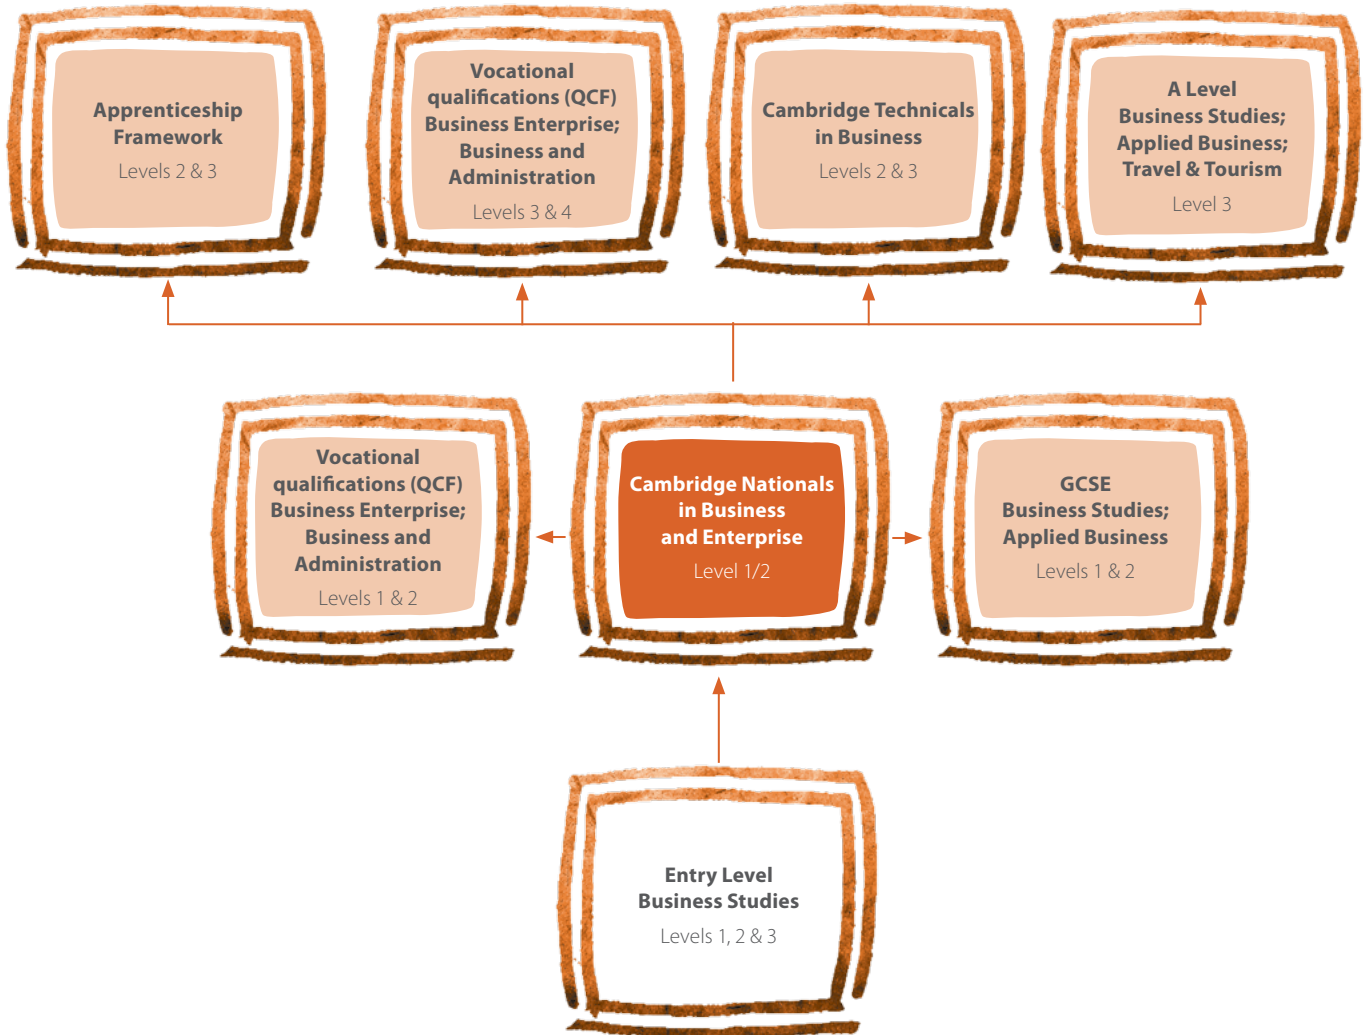 Apprenticeship
Framework
Levels 2 & 3
Vocational
qualifications (QCF)
Business Enterprise;
Business and
Administration
Levels 3 & 4
Cambridge Technicals
in Business
Levels 2 & 3
A Level
Business Studies;
Applied Business;
Travel & Tourism
Level 3
Vocational
qualifications (QCF)
Business Enterprise;
Business and
Administration
Levels 1 & 2
Cambridge Nationals
in Business
and Enterprise
Level 1/2
GCSE
Business Studies;
Applied Business
Levels 1 & 2
Entry Level
Business Studies
Levels 1, 2 & 3